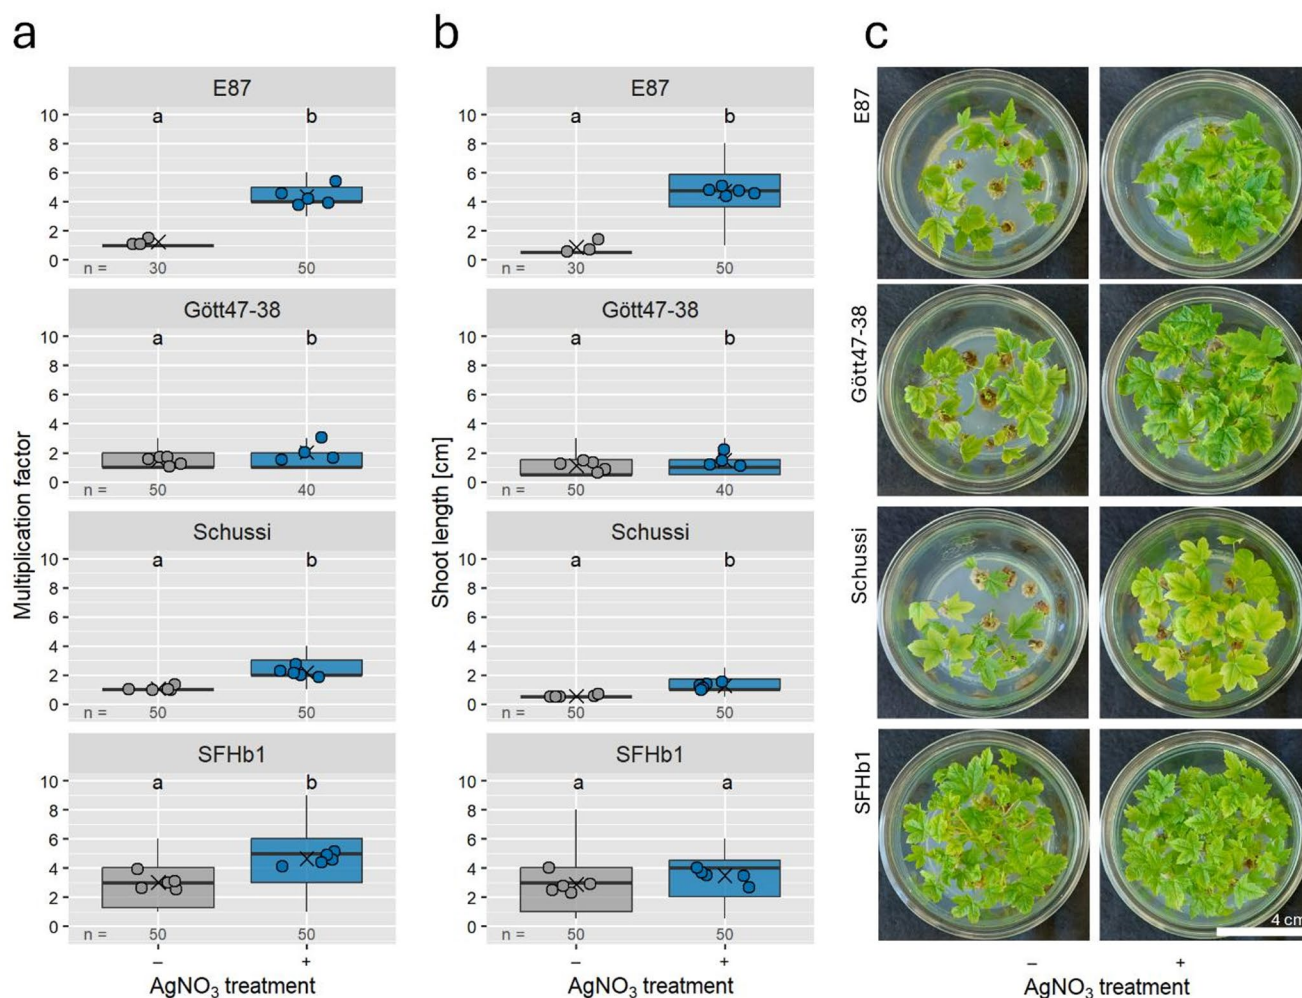 a
E87
a b
10
8
6
4
2
0
n = 30 50
Gött47-38
a b
10
8
6
4
2
0
n = 50 40
Schussi
a b
10
8
6
4
2
0
n = 50 50
SFHb1
a b
10
8
6
4
2
0
n = 50 50
Multiplication factor
– +
AgNO₃ treatment
b
E87
a b
10
8
6
4
2
0
n = 30 50
Gött47-38
a b
10
8
6
4
2
0
n = 50 40
Schussi
a b
10
8
6
4
2
0
n = 50 50
SFHb1
a a
10
8
6
4
2
0
n = 50 50
Shoot length [cm]
– +
AgNO₃ treatment
c
E87
Gött47-38
Schussi
SFHb1
4 cm
– +
AgNO₃ treatment